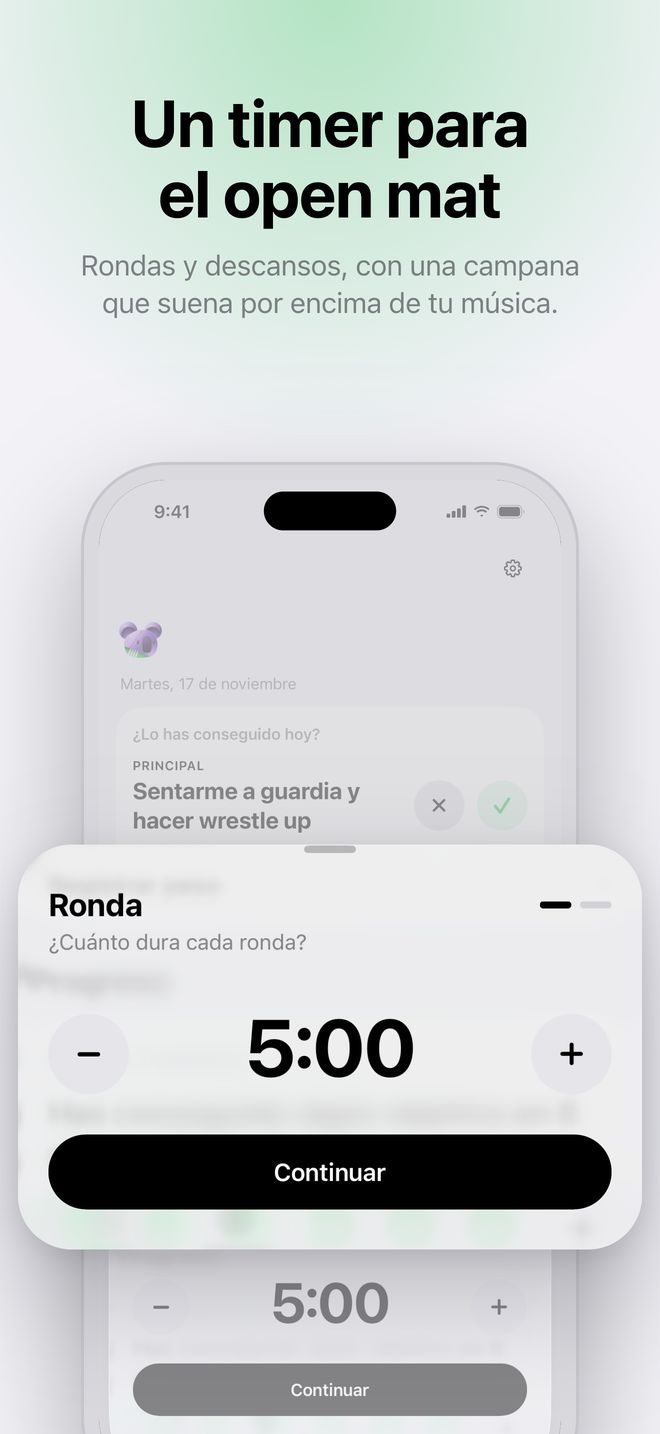 Un timer para
el open mat
Rondas y descansos, con una campana
que suena por encima de tu música.
9:41
Martes, 17 de noviembre
¿Lo has conseguido hoy?
PRINCIPAL
Sentarme a guardia y
hacer wrestle up
Ronda
¿Cuánto dura cada ronda?
5:00
Continuar
5:00
Continuar